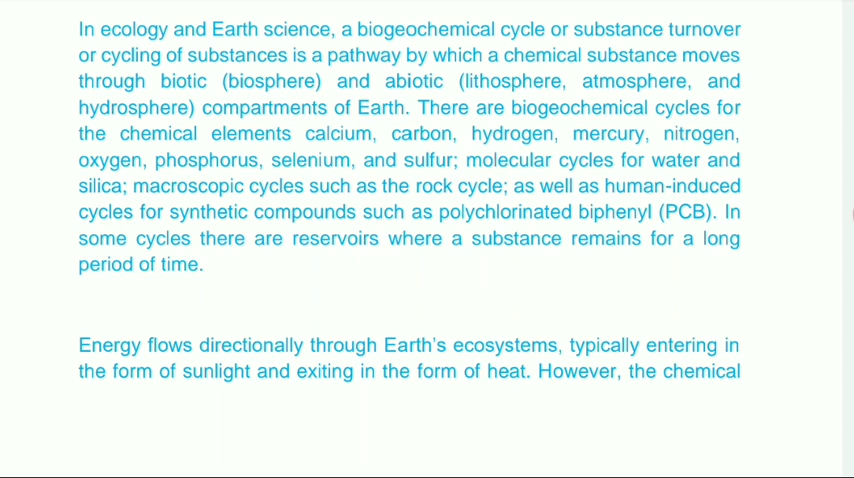 In ecology and Earth science, a biogeochemical cycle or substance turnover
or cycling of substances is a pathway by which a chemical substance moves
through biotic (biosphere) and abiotic (lithosphere, atmosphere, and
hydrosphere) compartments of Earth. There are biogeochemical cycles for
the chemical elements calcium, carbon, hydrogen, mercury, nitrogen,
oxygen, phosphorus, selenium, and sulfur; molecular cycles for water and
silica; macroscopic cycles such as the rock cycle; as well as human-induced
cycles for synthetic compounds such as polychlorinated biphenyl (PCB). In
some cycles there are reservoirs where a substance remains for a long
period of time.
Energy flows directionally through Earth's ecosystems, typically entering in
the form of sunlight and exiting in the form of heat. However, the chemical